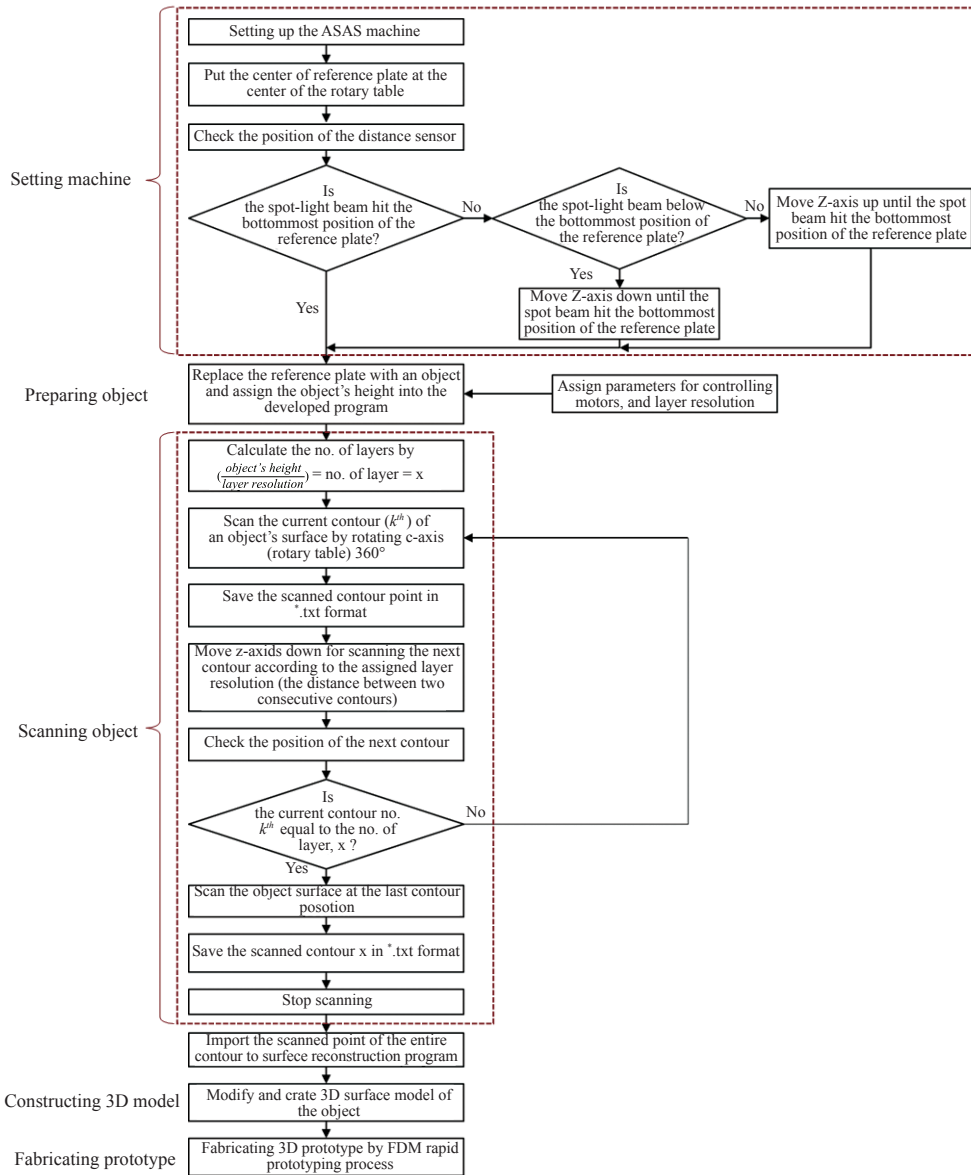 Setting up the ASAS machine
Put the center of reference plate at the
center of the rotary table
Check the position of the distance sensor
Setting machine
Is
the spot-light beam hit the
bottommost position of the
reference plate?
No
Is
the spot-light beam below
the bottommost position of
the reference plate?
No
Move Z-axis up until the spot
beam hit the bottommost
position of the reference plate
Yes
Yes
Move Z-axis down until the
spot beam hit the bottommost
position of the reference plate
Preparing object
Replace the reference plate with an object
and assign the object's height into the
developed program
Assign parameters for controlling
motors, and layer resolution
Calculate the no. of layers by
(object's height / layer resolution) = no. of layer = x
Scan the current contour (kth) of
an object's surface by rotating c-axis
(rotary table) 360°
Save the scanned contour point in
*.txt format
Move z-axids down for scanning the next
contour according to the assigned layer
resolution (the distance between two
consecutive contours)
Scanning object
Check the position of the next contour
Is
the current contour no.
kth equal to the no. of
layer, x ?
No
Yes
Scan the object surface at the last contour
posotion
Save the scanned contour x in *.txt format
Stop scanning
Import the scanned point of the entire
contour to surfece reconstruction program
Constructing 3D model
Modify and crate 3D surface model of
the object
Fabricating prototype
Fabricating 3D prototype by FDM rapid
prototyping process